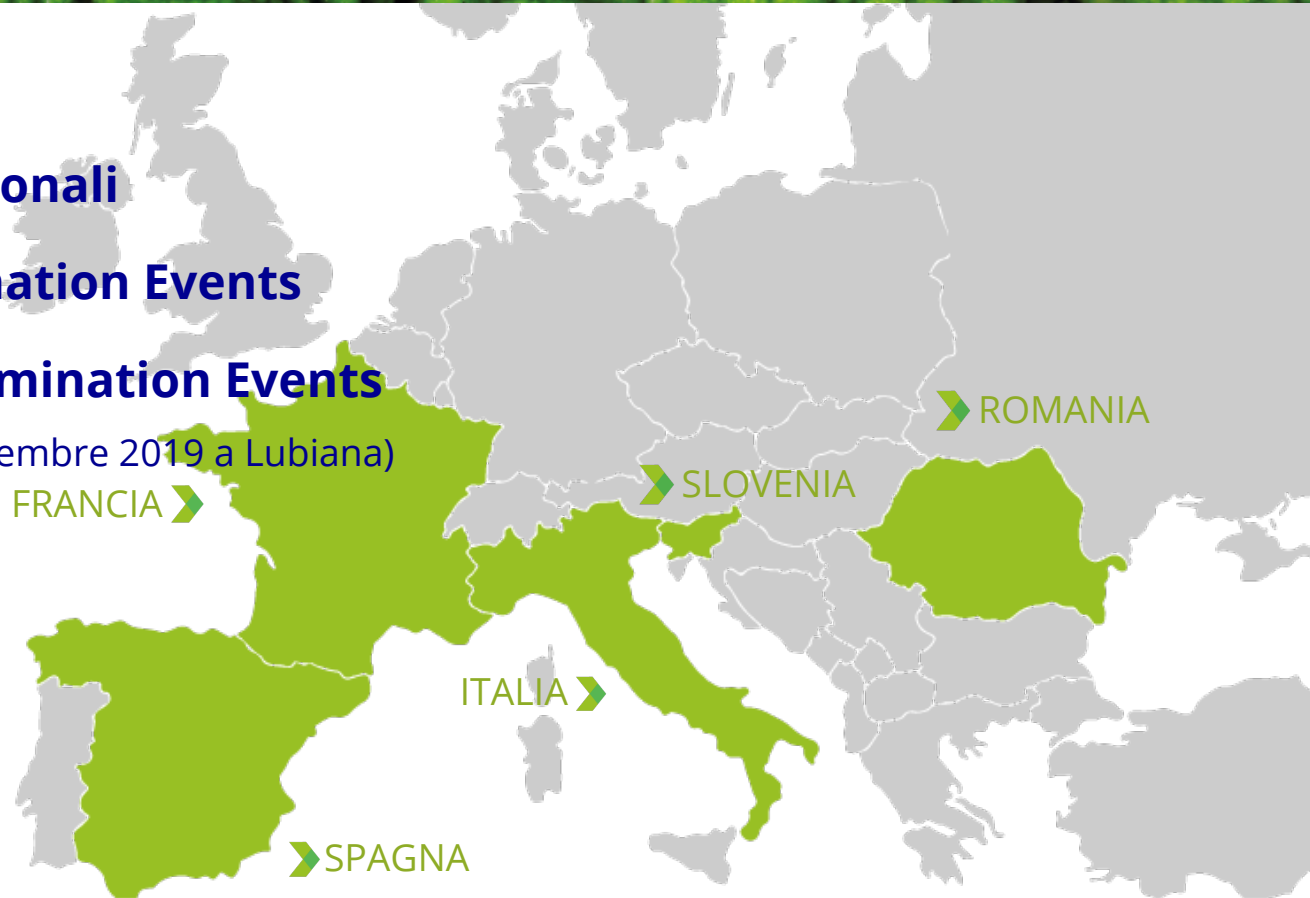 onali
nation Events
mination Events
embre 2019 a Lubiana)
ROMANIA
SLOVENIA
FRANCIA
ITALIA
SPAGNA